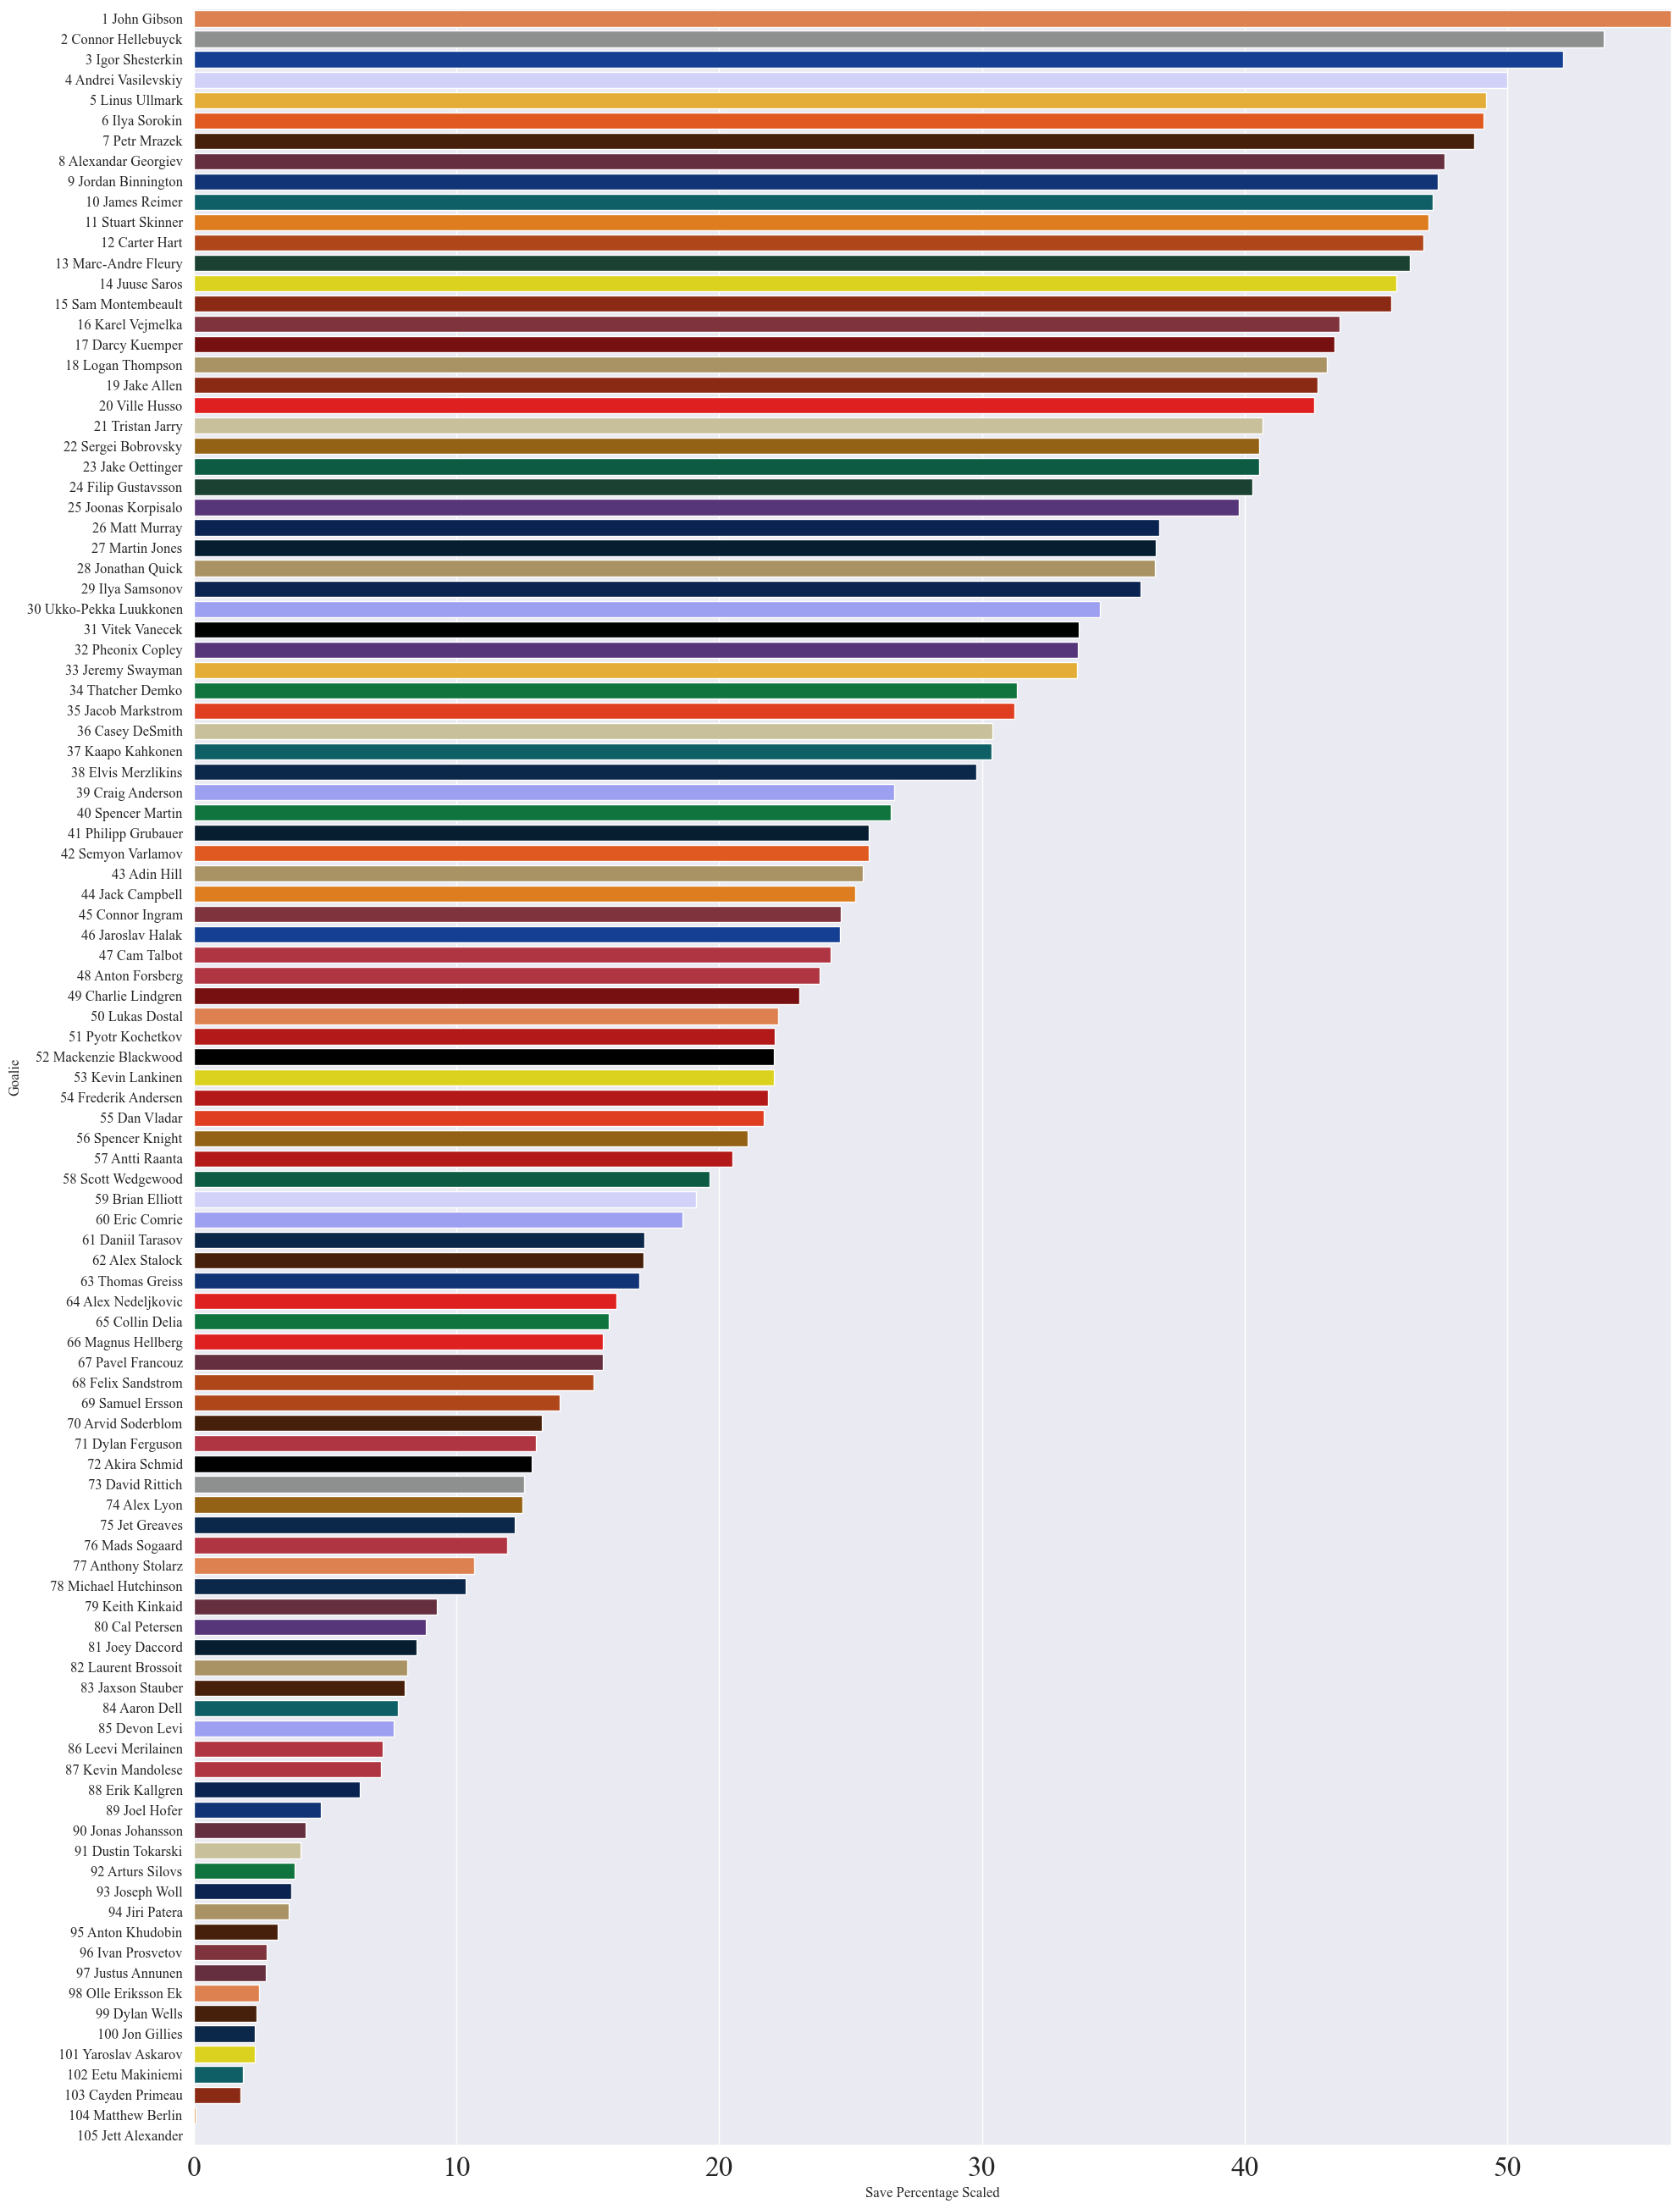 1 John Gibson
2 Connor Hellebuyck
3 Igor Shesterkin
4 Andrei Vasilevskiy
5 Linus Ullmark
6 Ilya Sorokin
7 Petr Mrazek
8 Alexandar Georgiev
9 Jordan Binnington
10 James Reimer
11 Stuart Skinner
12 Carter Hart
13 Marc-Andre Fleury
14 Juuse Saros
15 Sam Montembeault
16 Karel Vejmelka
17 Darcy Kuemper
18 Logan Thompson
19 Jake Allen
20 Ville Husso
21 Tristan Jarry
22 Sergei Bobrovsky
23 Jake Oettinger
24 Filip Gustavsson
25 Joonas Korpisalo
26 Matt Murray
27 Martin Jones
28 Jonathan Quick
29 Ilya Samsonov
30 Ukko-Pekka Luukkonen
31 Vitek Vanecek
32 Pheonix Copley
33 Jeremy Swayman
34 Thatcher Demko
35 Jacob Markstrom
36 Casey DeSmith
37 Kaapo Kahkonen
38 Elvis Merzlikins
39 Craig Anderson
40 Spencer Martin
41 Philipp Grubauer
42 Semyon Varlamov
43 Adin Hill
44 Jack Campbell
45 Connor Ingram
46 Jaroslav Halak
47 Cam Talbot
48 Anton Forsberg
49 Charlie Lindgren
50 Lukas Dostal
51 Pyotr Kochetkov
52 Mackenzie Blackwood
53 Kevin Lankinen
54 Frederik Andersen
55 Dan Vladar
56 Spencer Knight
57 Antti Raanta
58 Scott Wedgewood
59 Brian Elliott
60 Eric Comrie
61 Daniil Tarasov
62 Alex Stalock
63 Thomas Greiss
64 Alex Nedeljkovic
65 Collin Delia
66 Magnus Hellberg
67 Pavel Francouz
68 Felix Sandstrom
69 Samuel Ersson
70 Arvid Soderblom
71 Dylan Ferguson
72 Akira Schmid
73 David Rittich
74 Alex Lyon
75 Jet Greaves
76 Mads Sogaard
77 Anthony Stolarz
78 Michael Hutchinson
79 Keith Kinkaid
80 Cal Petersen
81 Joey Daccord
82 Laurent Brossoit
83 Jaxson Stauber
84 Aaron Dell
85 Devon Levi
86 Leevi Merilainen
87 Kevin Mandolese
88 Erik Kallgren
89 Joel Hofer
90 Jonas Johansson
91 Dustin Tokarski
92 Arturs Silovs
93 Joseph Woll
94 Jiri Patera
95 Anton Khudobin
96 Ivan Prosvetov
97 Justus Annunen
98 Olle Eriksson Ek
99 Dylan Wells
100 Jon Gillies
101 Yaroslav Askarov
102 Eetu Makiniemi
103 Cayden Primeau
104 Matthew Berlin
105 Jett Alexander
Goalie
0 10 20 30 40 50
Save Percentage Scaled